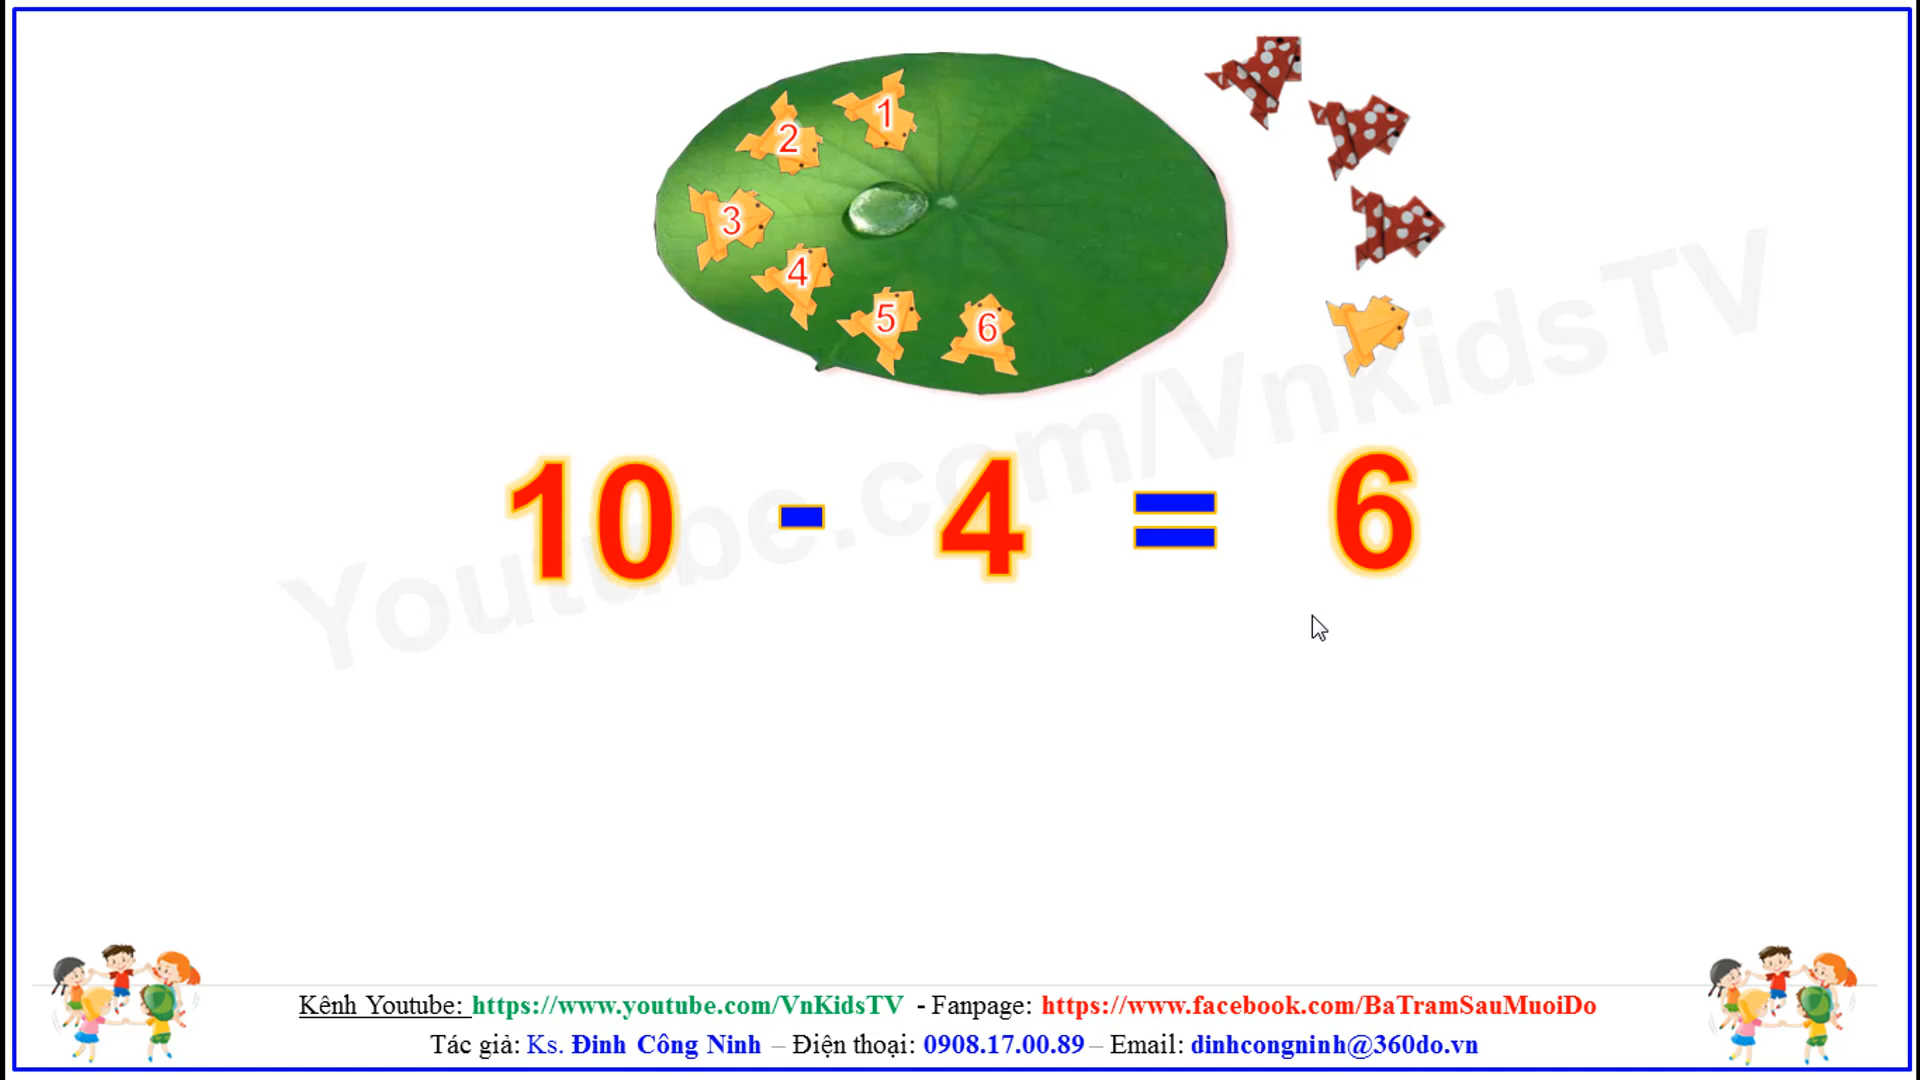 1
2
3
4
5
6
10 - 4 = 6
Youtube.com/VnkidsTV
Kênh Youtube: https://www.youtube.com/VnKidsTV - Fanpage: https://www.facebook.com/BaTramSauMuoiDo
Tác giả: Ks. Đinh Công Ninh – Điện thoại: 0908.17.00.89 – Email: dinhcongninh@360do.vn